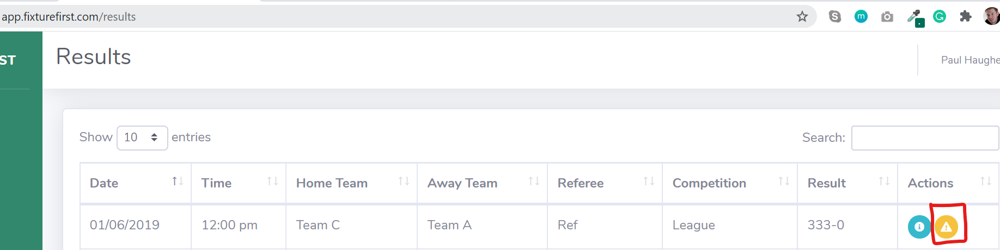 app.fixturefirst.com/results
ST
Results
Paul Haughe
Show 10 entries
Search:
Date Time Home Team Away Team Referee Competition Result Actions
01/06/2019 12:00 pm Team C Team A Ref League 333-0